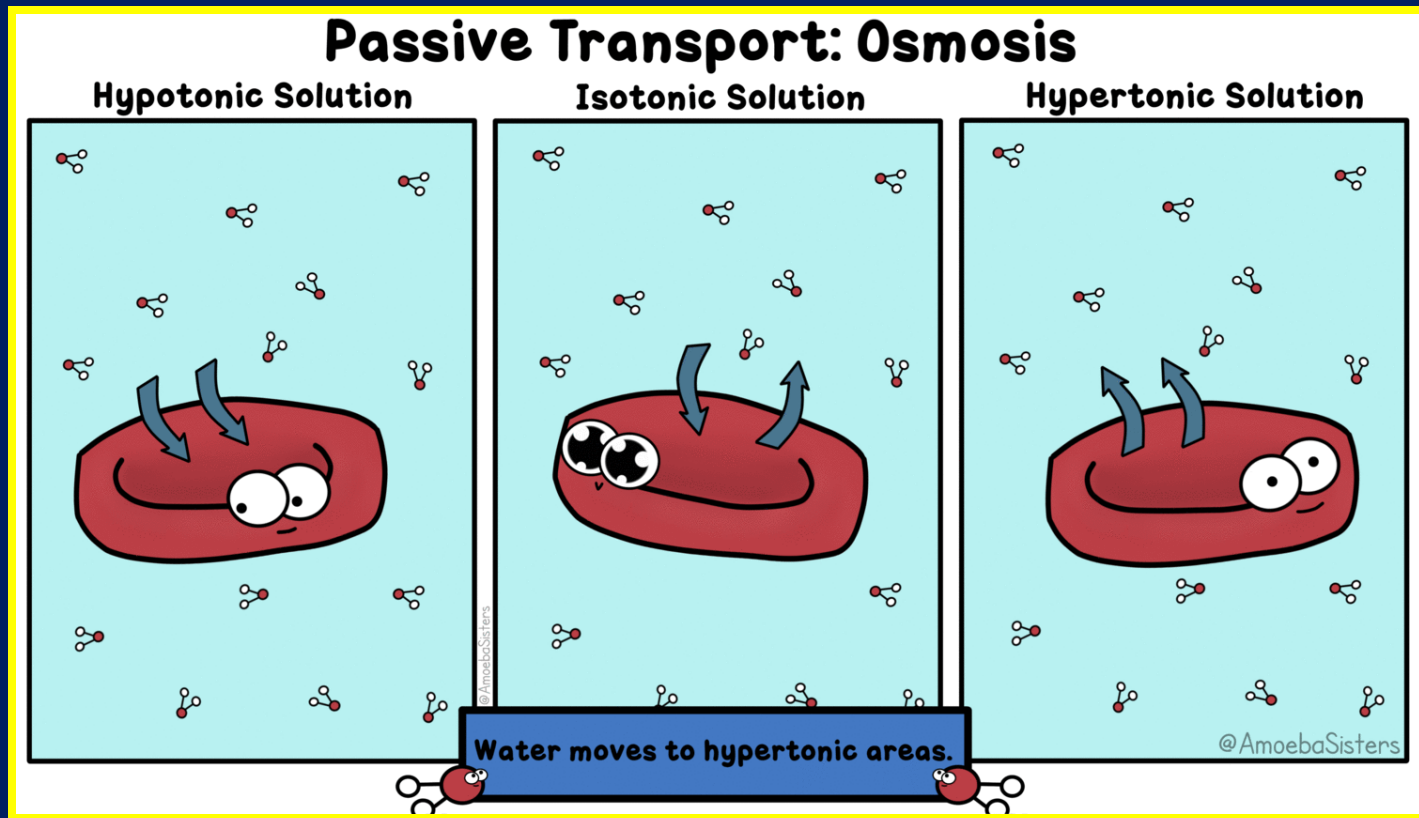 Passive Transport: Osmosis
Hypotonic Solution
Isotonic Solution
Hypertonic Solution
@AmoebaSisters
@AmoebaSisters
Water moves to hypertonic areas.